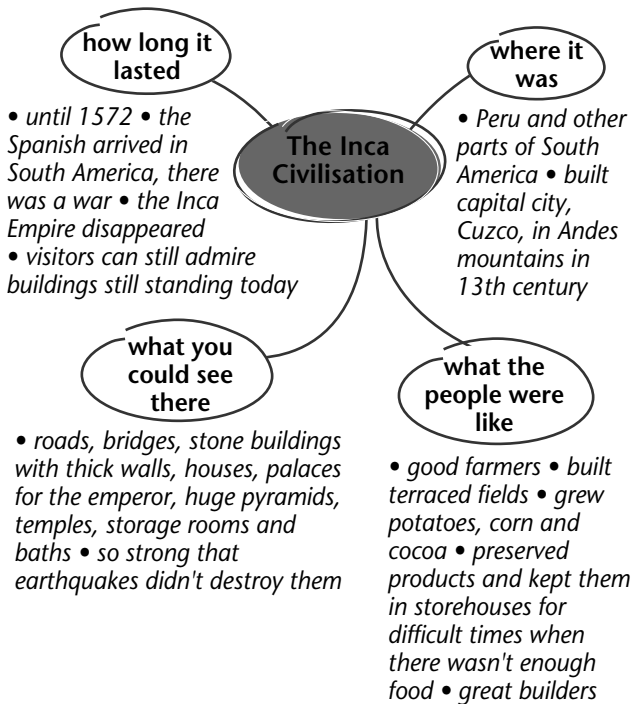 The Inca
Civilisation
how long it
lasted
• until 1572 • the
Spanish arrived in
South America, there
was a war • the Inca
Empire disappeared
• visitors can still admire
buildings still standing today
where it
was
• Peru and other
parts of South
America • built
capital city,
Cuzco, in Andes
mountains in
13th century
what you
could see
there
• roads, bridges, stone buildings
with thick walls, houses, palaces
for the emperor, huge pyramids,
temples, storage rooms and
baths • so strong that
earthquakes didn't destroy them
what the
people were
like
• good farmers • built
terraced fields • grew
potatoes, corn and
cocoa • preserved
products and kept them
in storehouses for
difficult times when
there wasn't enough
food • great builders